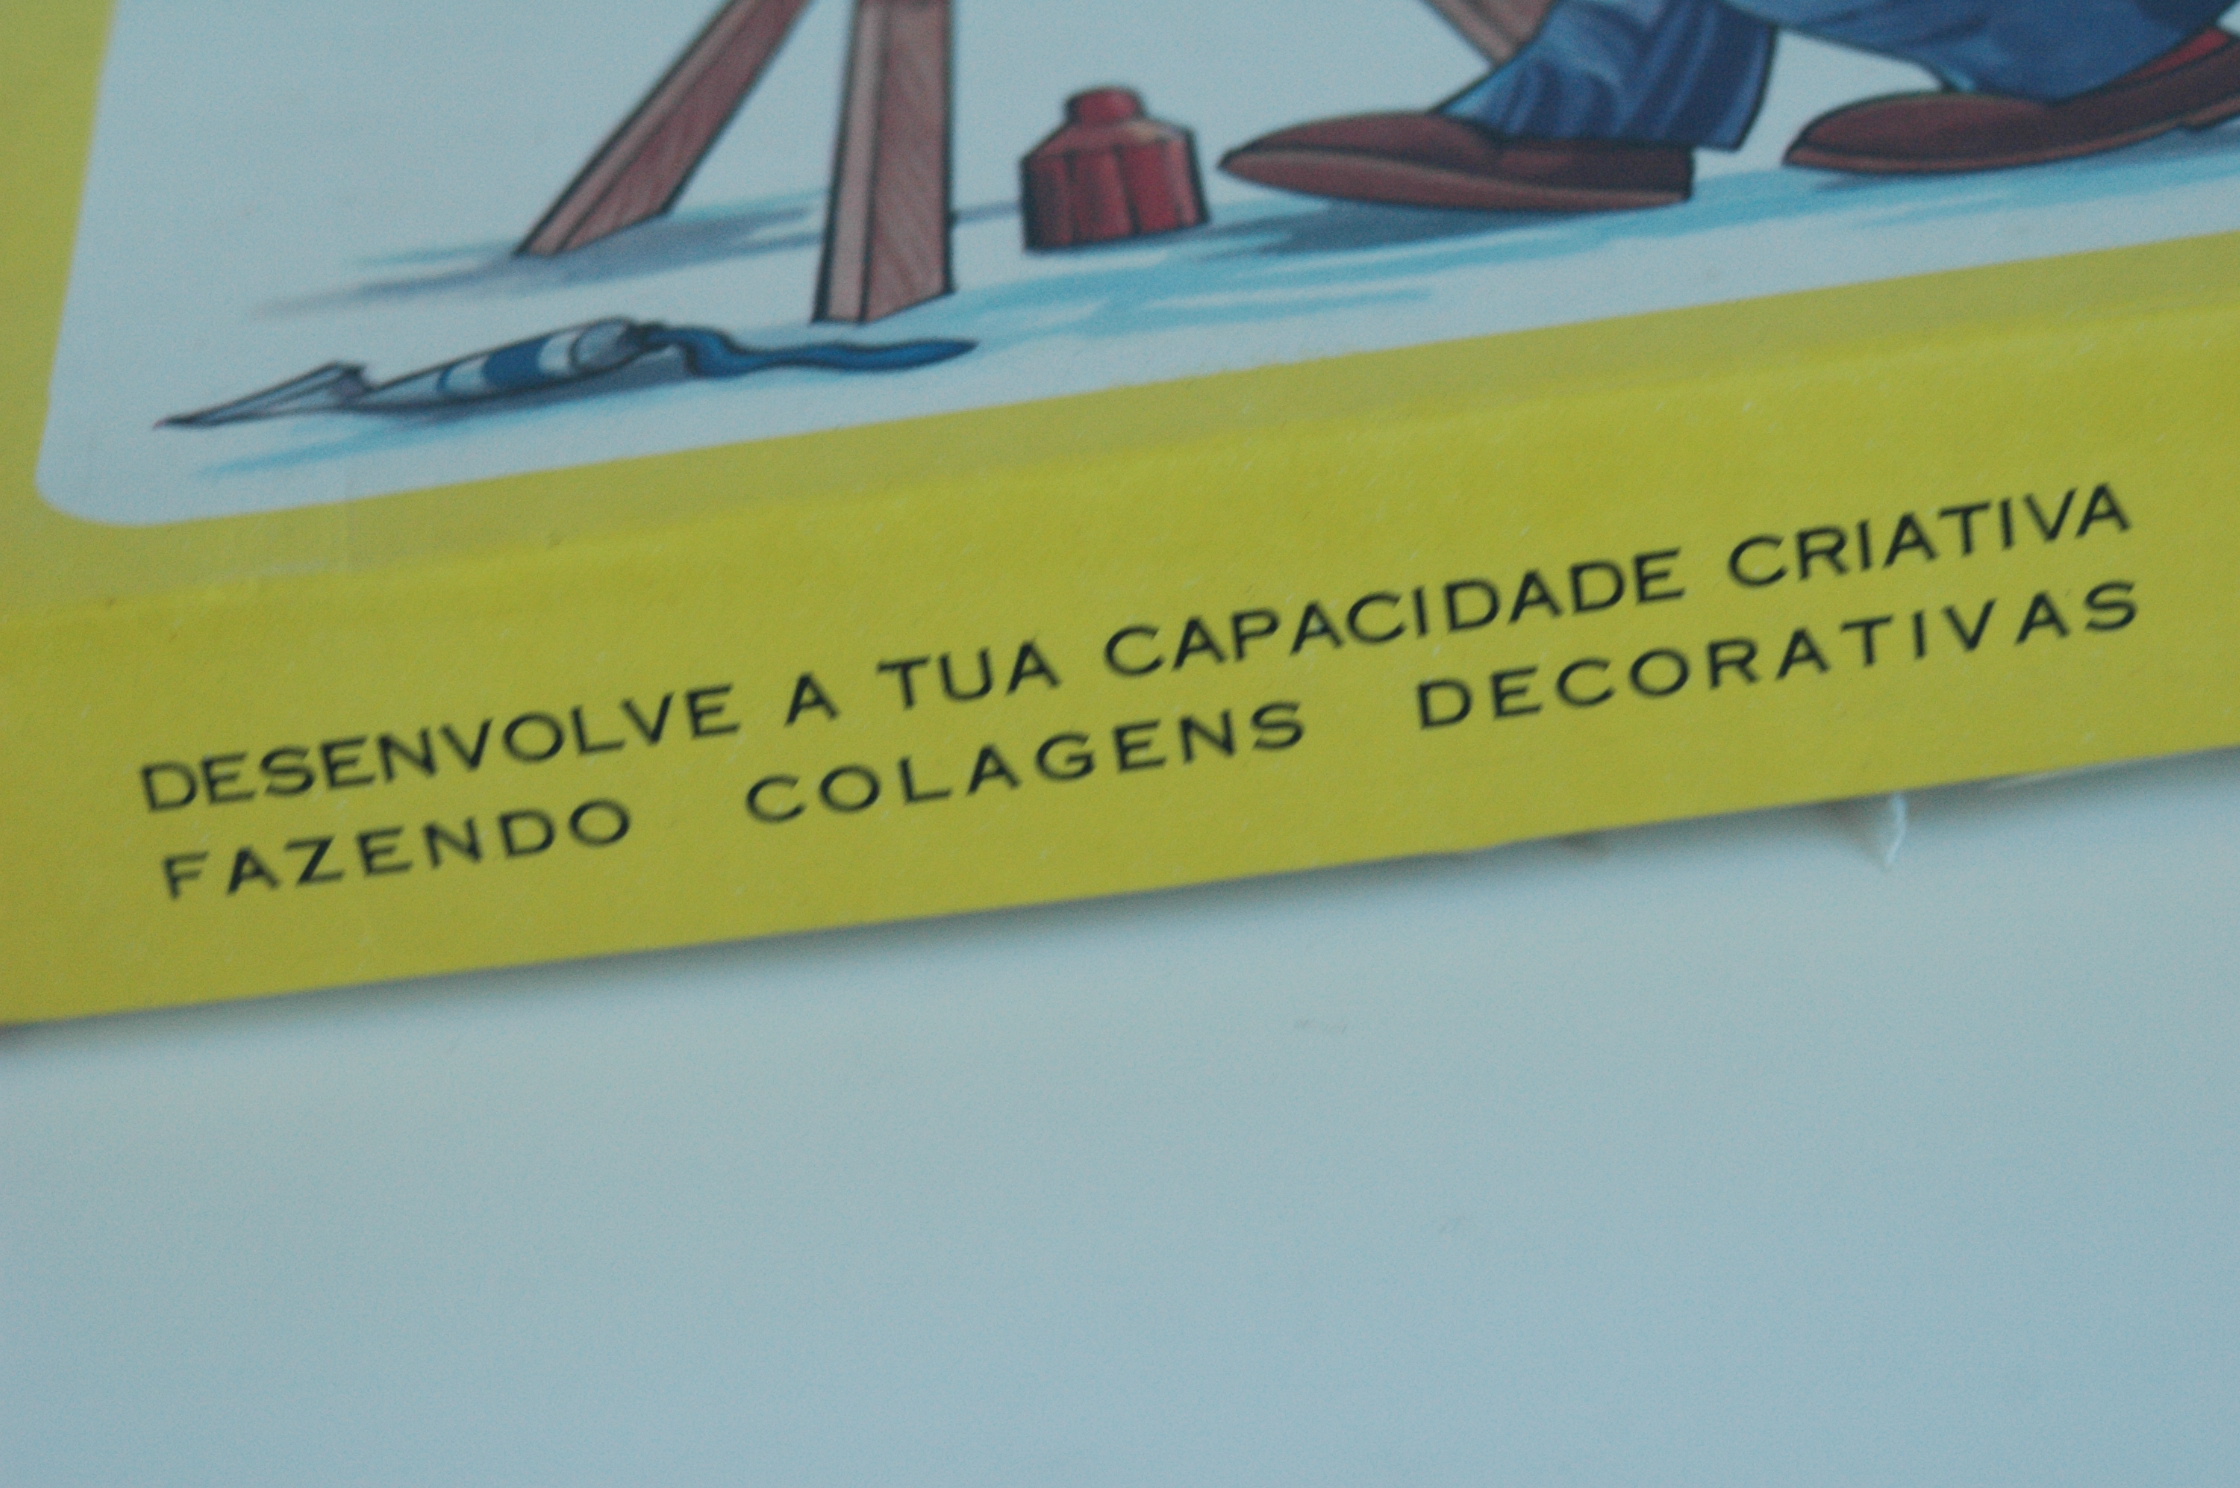 DESENVOLVE A TUA CAPACIDADE CRIATIVA
FAZENDO COLAGENS DECORATIVAS